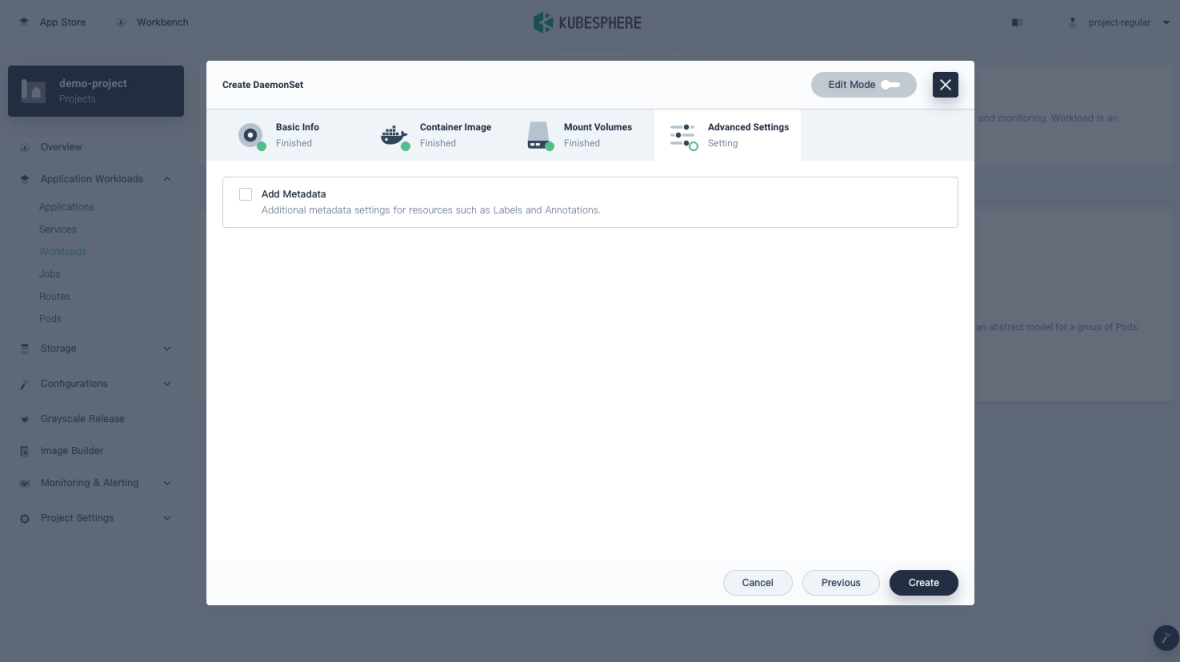 App Store
Workbench
KUBESPHERE
project-regular
demo-project
Projects
Overview
Application Workloads
Applications
Services
Workloads
Jobs
Routes
Pods
Storage
Configurations
Grayscale Release
Image Builder
Monitoring & Alerting
Project Settings
Create DaemonSet
Edit Mode
Basic Info
Finished
Container Image
Finished
Mount Volumes
Finished
Advanced Settings
Setting
Add Metadata
Additional metadata settings for resources such as Labels and Annotations.
and monitoring. Workload is an
an abstract model for a group of Pods.
Cancel
Previous
Create